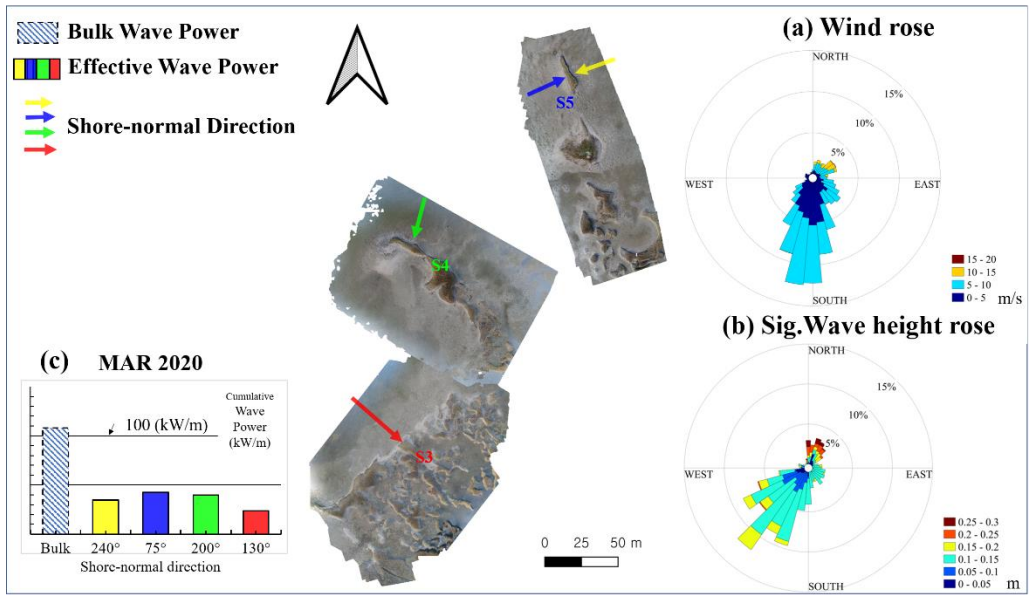 Bulk Wave Power
Effective Wave Power
Shore-normal Direction
S5
S4
S3
0 25 50 m
(a) Wind rose
NORTH
15%
10%
5%
WEST
EAST
SOUTH
15 - 20
10 - 15
5 - 10
0 - 5
m/s
(b) Sig.Wave height rose
NORTH
15%
10%
5%
WEST
EAST
SOUTH
0.25 - 0.3
0.2 - 0.25
0.15 - 0.2
0.1 - 0.15
0.05 - 0.1
0 - 0.05
m
(c) MAR 2020
Cumulative
Wave
Power
(kW/m)
100 (kW/m)
Bulk 240° 75° 200° 130°
Shore-normal direction